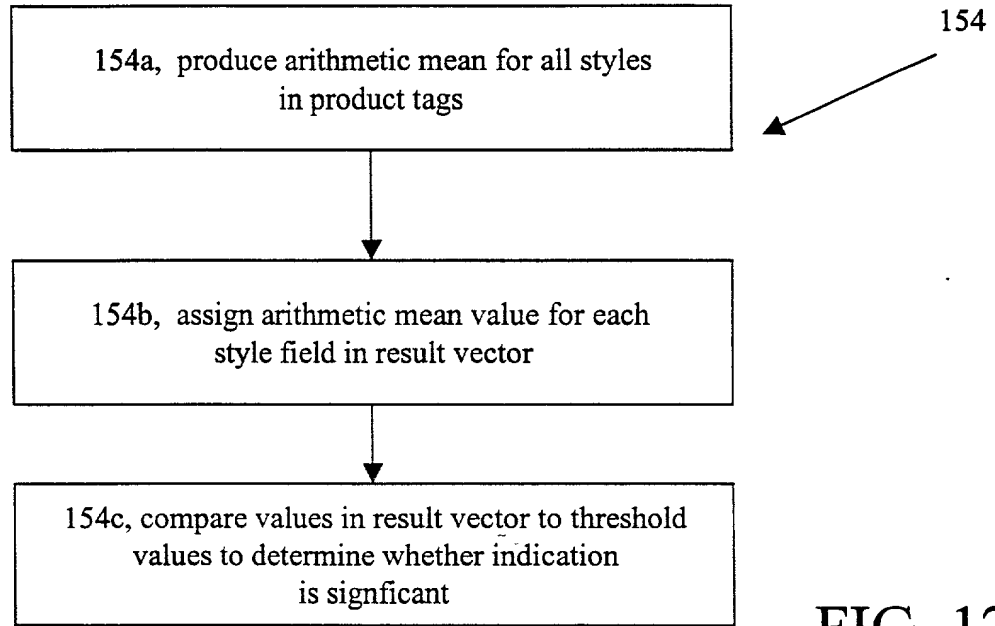 154
154a, produce arithmetic mean for all styles
in product tags
154b, assign arithmetic mean value for each
style field in result vector
154c, compare values in result vector to threshold
values to determine whether indication
is signficant
FIG.